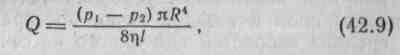 Q = (p₁ — p₂) πR⁴ / 8ηl , (42.9)